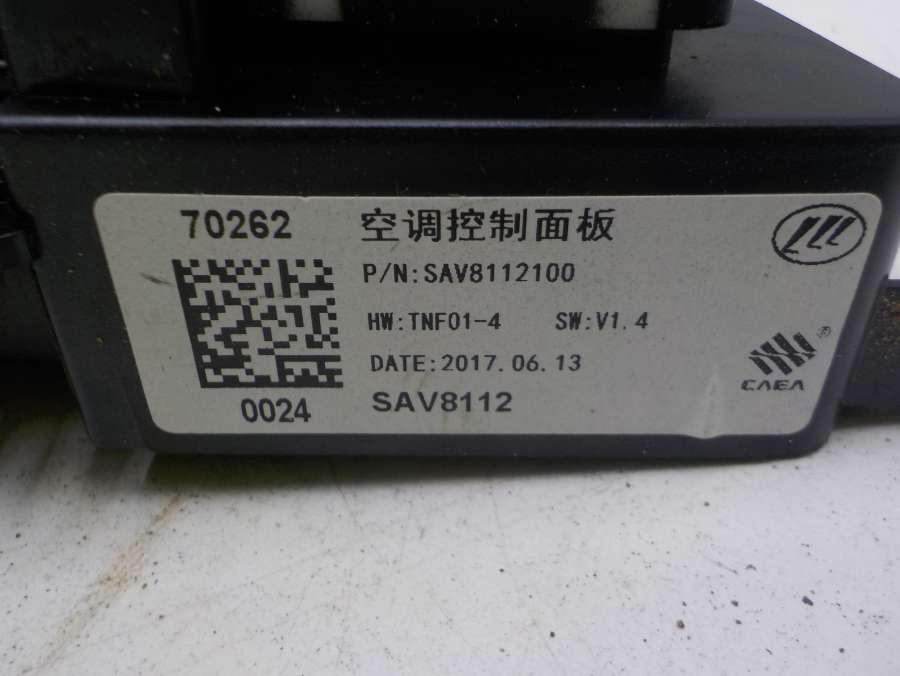 70262 空调控制面板
P/N:SAV8112100
HW:TNF01-4 SW:V1.4
DATE:2017.06.13
CAEA ®
0024 SAV8112